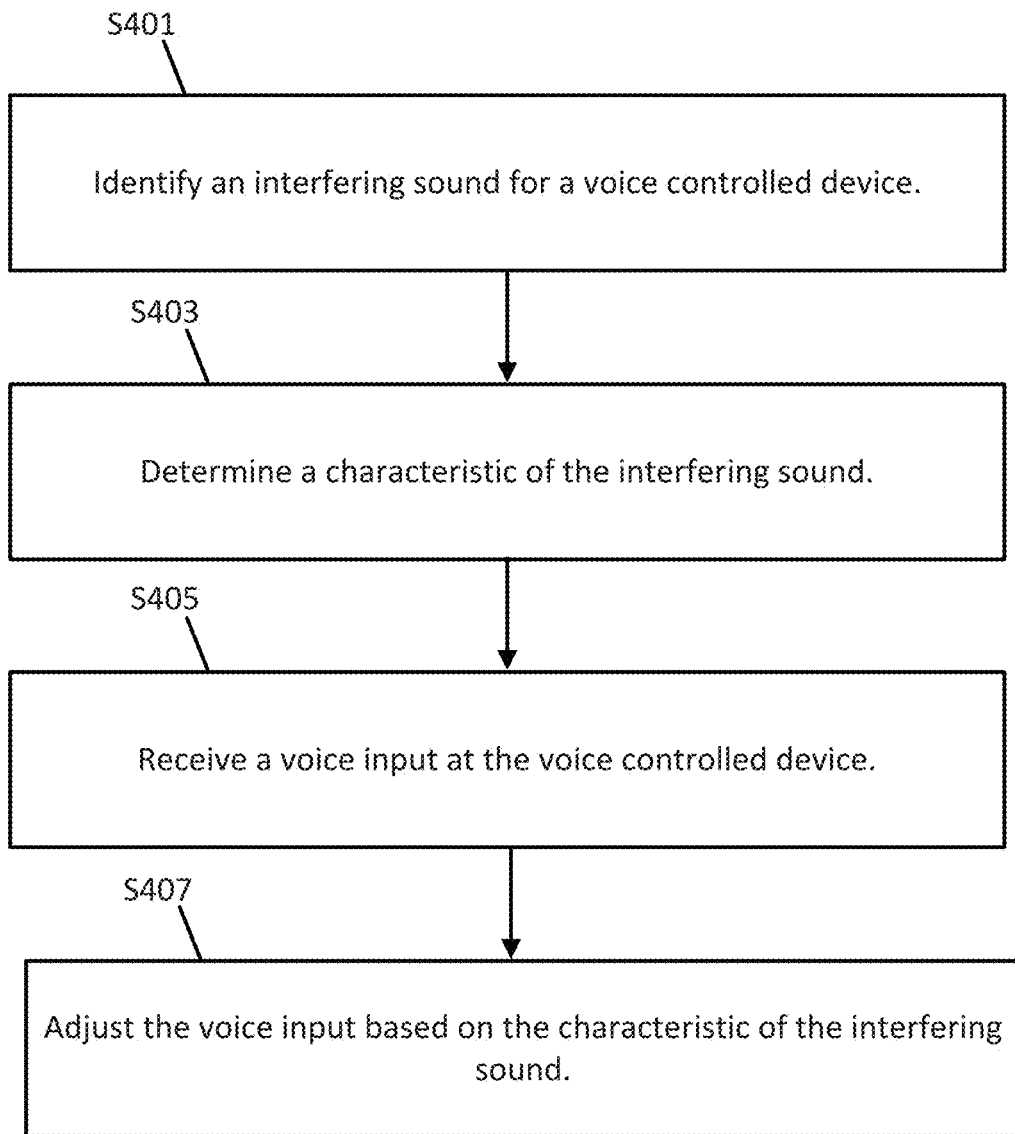 S401
Identify an interfering sound for a voice controlled device.
S403
Determine a characteristic of the interfering sound.
S405
Receive a voice input at the voice controlled device.
S407
Adjust the voice input based on the characteristic of the interfering
sound.